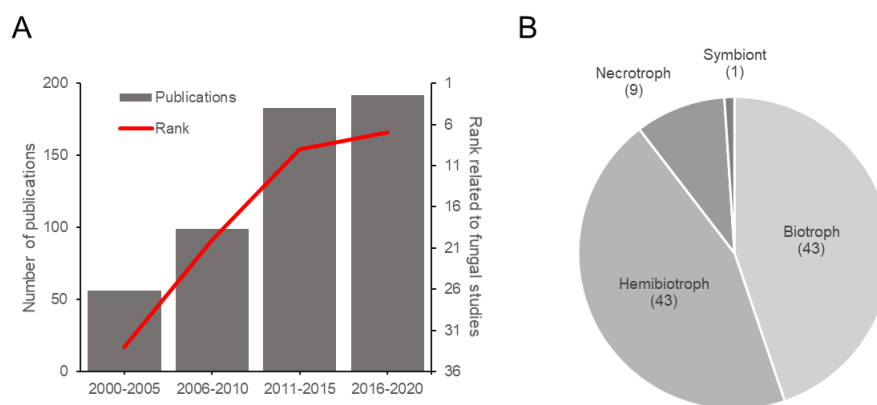 A
Number of publications
200
150
100
50
0
Publications
Rank
2000-2005
2006-2010
2011-2015
2016-2020
1
6
11
16
21
26
31
36
Rank related to fungal studies
B
Symbiont
(1)
Necrotroph
(9)
Biotroph
(43)
Hemibiotroph
(43)